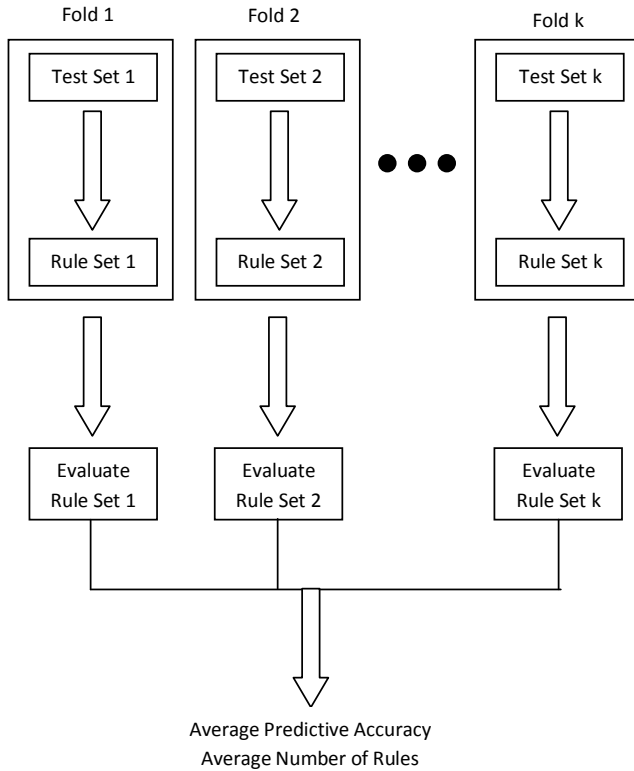 Fold 1
Fold 2
Fold k
Test Set 1
Test Set 2
Test Set k
Rule Set 1
Rule Set 2
Rule Set k
Evaluate
Rule Set 1
Evaluate
Rule Set 2
Evaluate
Rule Set k
Average Predictive Accuracy
Average Number of Rules